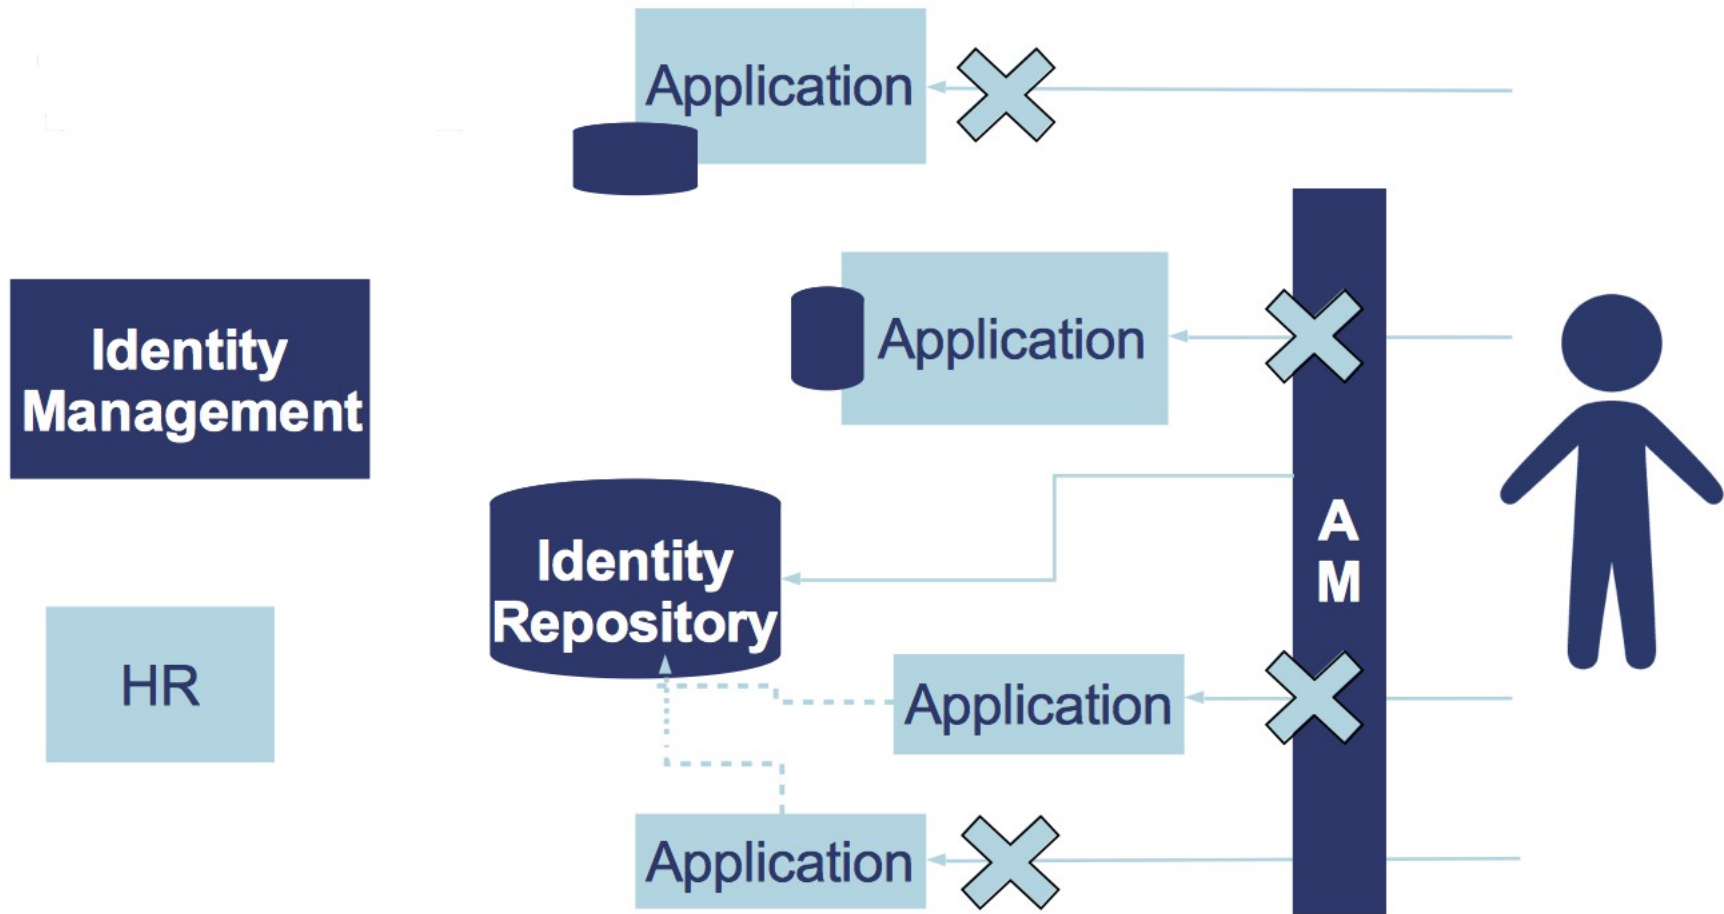 Application
Application
Identity
Management
Identity
Repository
A
M
HR
Application
Application